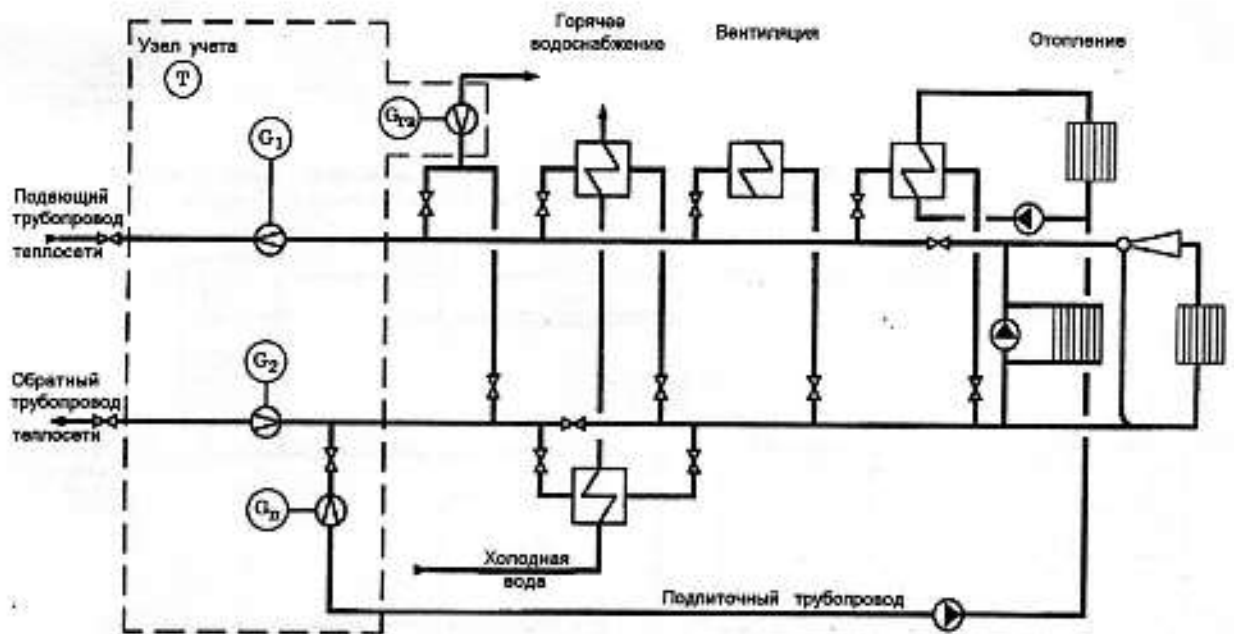 Узел учета
T
Горячее
водоснабжение
Вентиляция
Отопление
Gгв
G1
Подающий
трубопровод
теплосети
G2
Обратный
трубопровод
теплосети
Gп
Холодная
вода
Подпиточный трубопровод